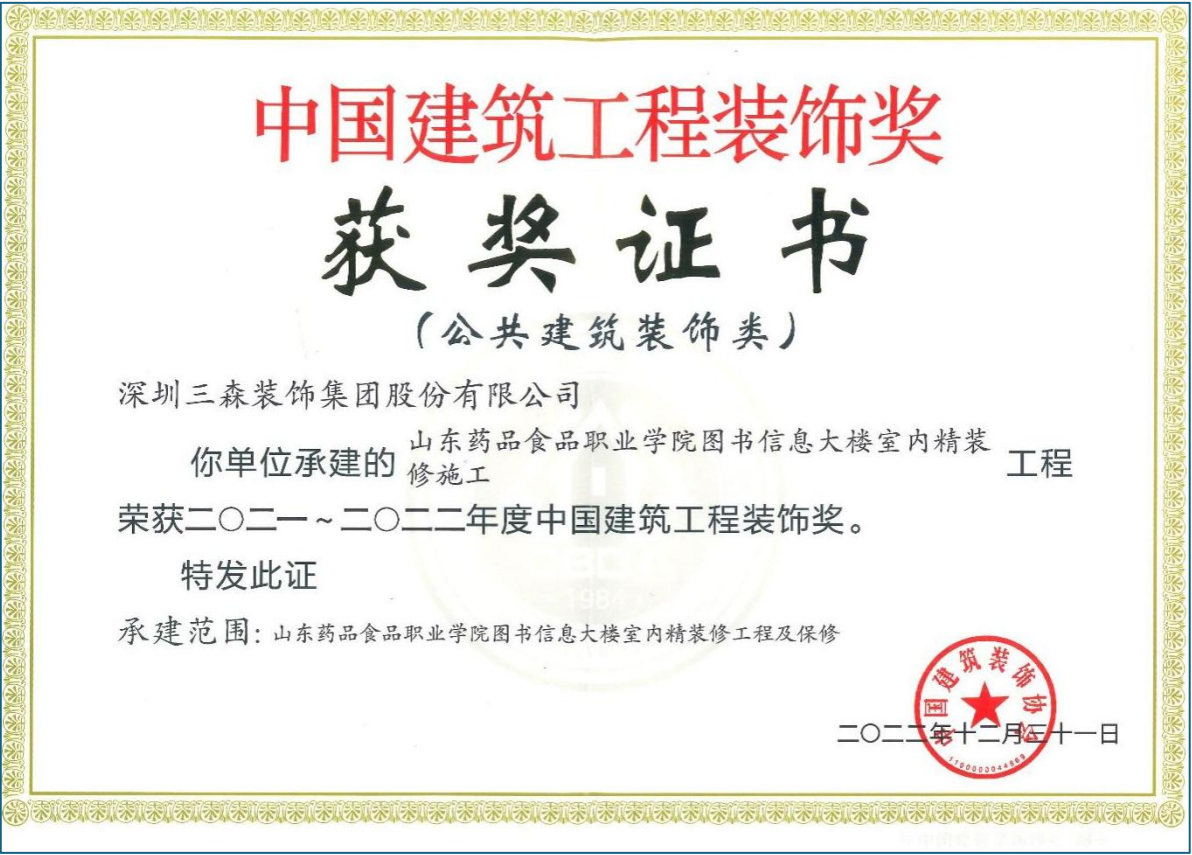 中国建筑工程装饰奖
获奖证书
(公共建筑装饰类)
深圳三森装饰集团股份有限公司
你单位承建的 山东药品食品职业学院图书信息大楼室内精装
修施工 工程
荣获二〇二一~二〇二二年度中国建筑工程装饰奖。
特发此证
承建范围:山东药品食品职业学院图书信息大楼室内精装修工程及保修
中国建筑装饰协会
二〇二二年十二月三十一日
1984